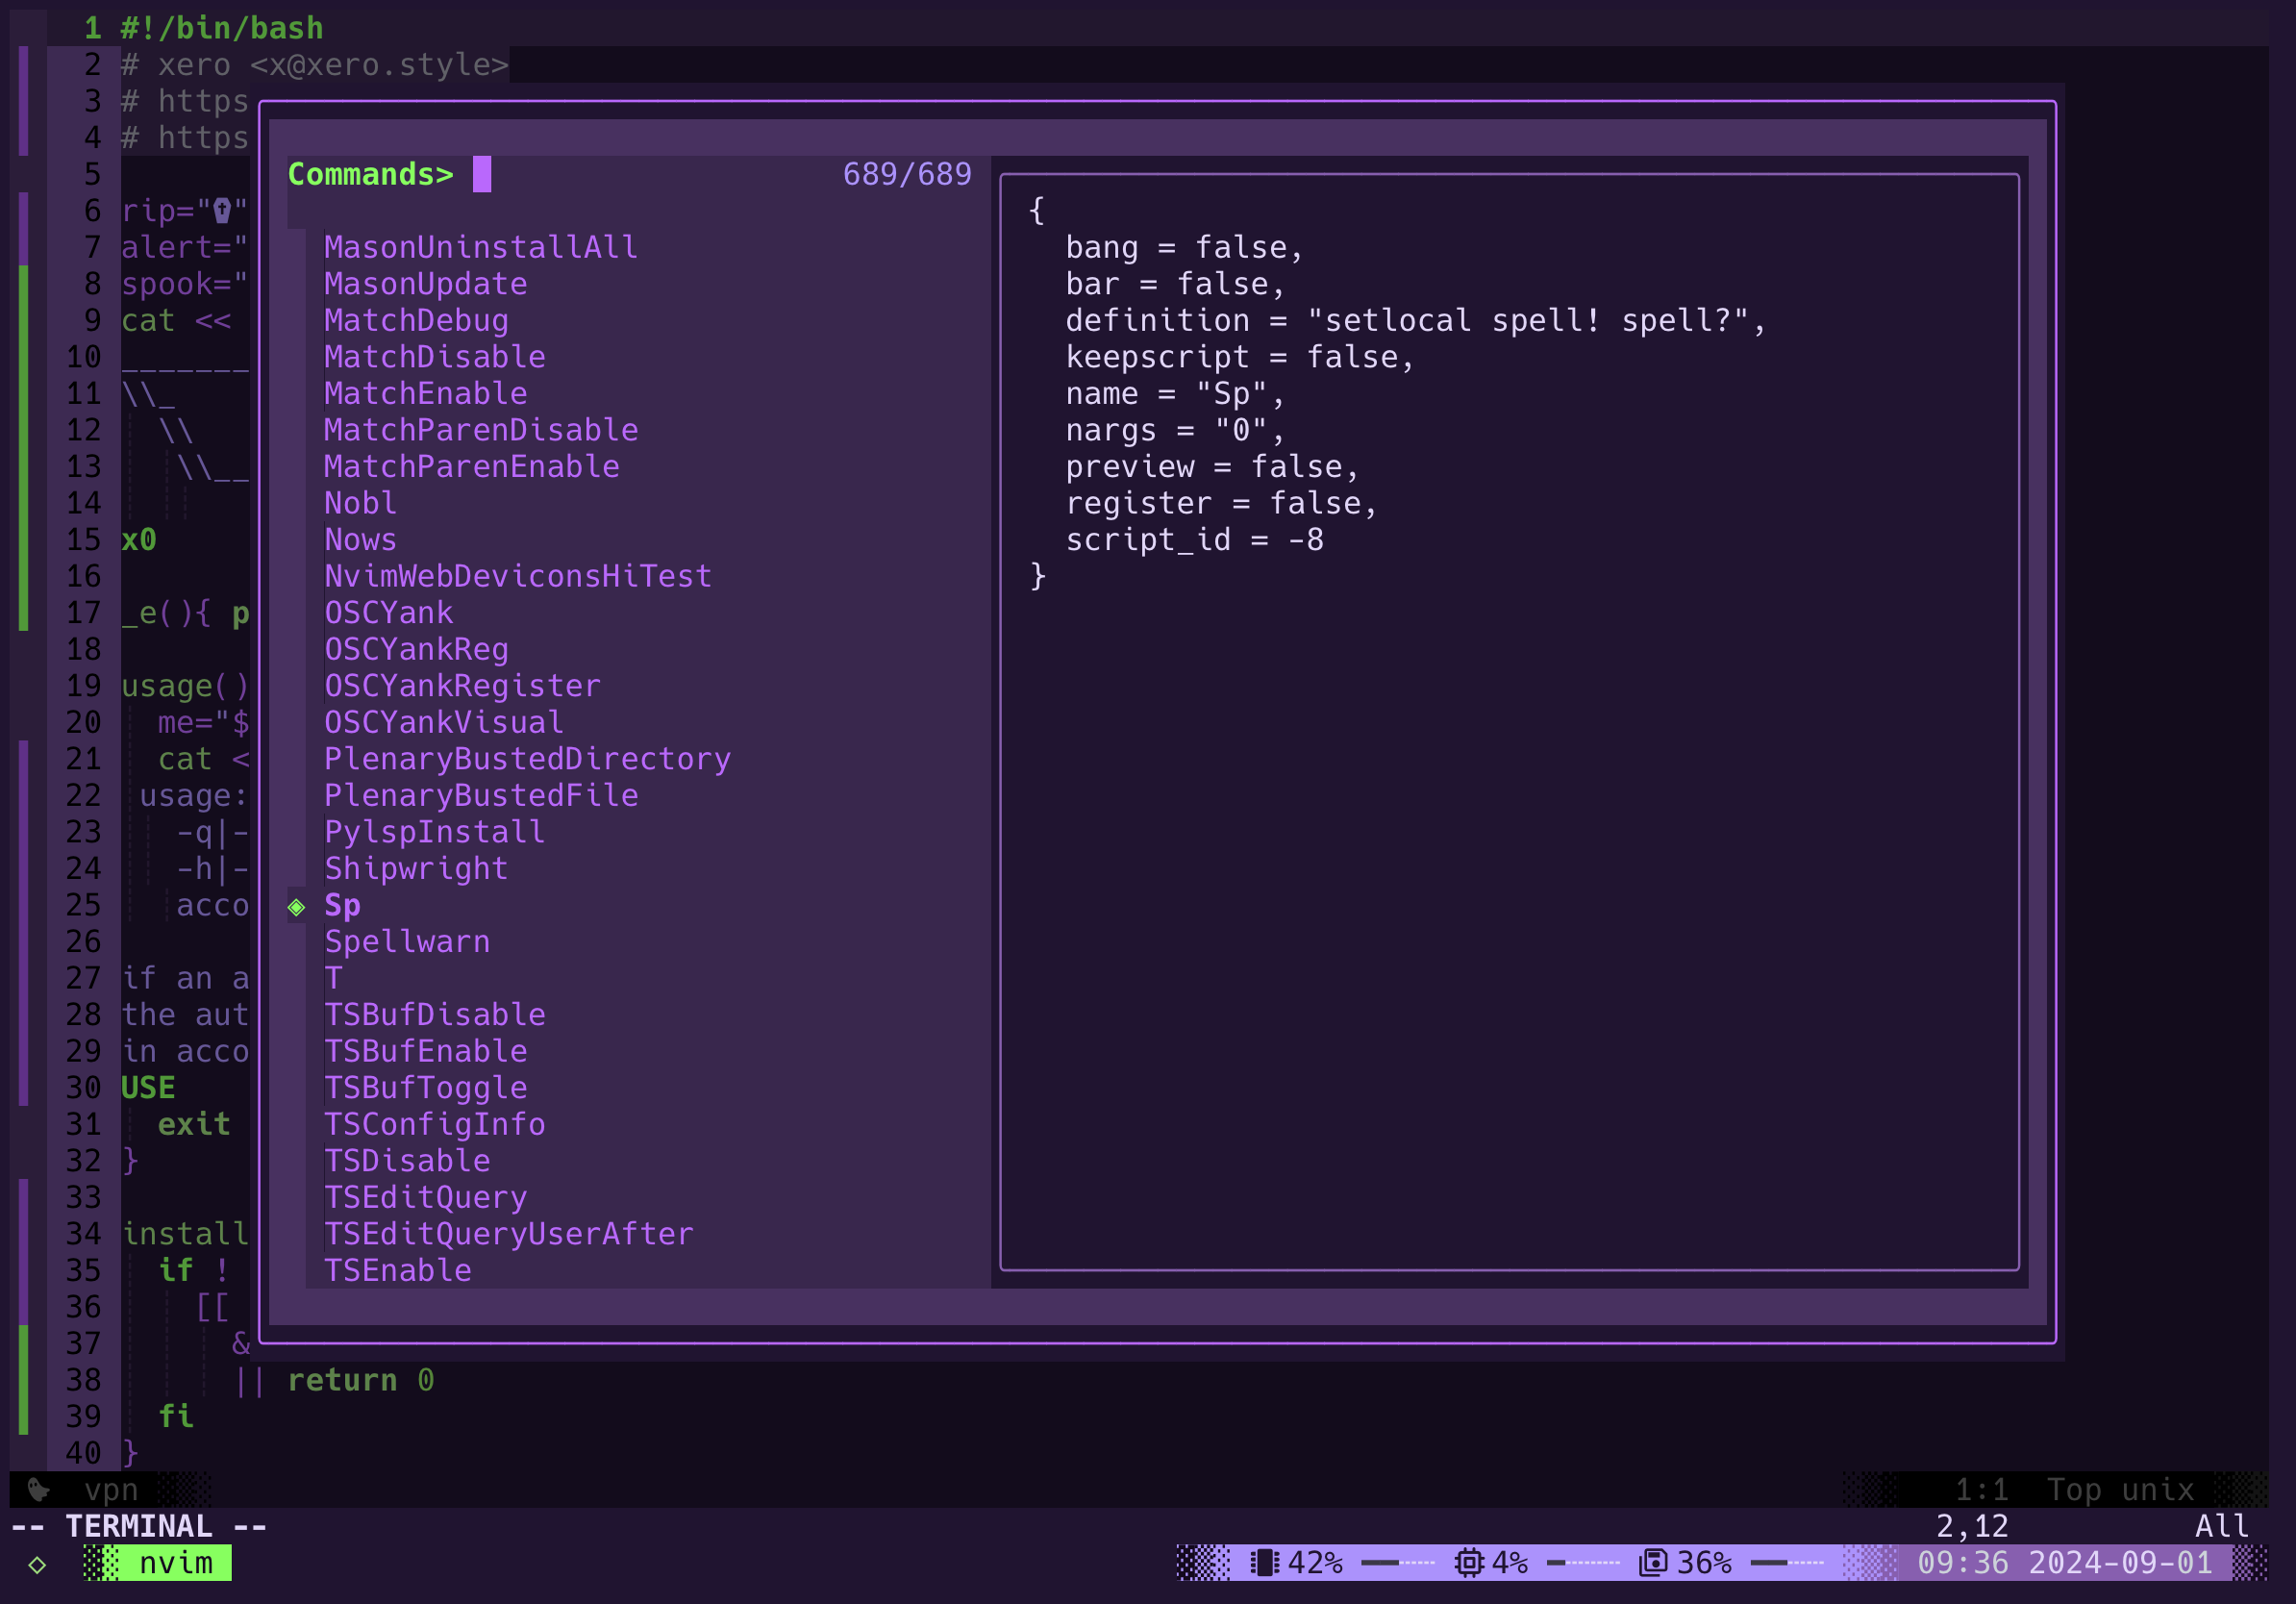 1 #!/bin/bash
2 # xero <x@xero.style>
3 # https
4 # https
5
Commands> 689/689
6 rip="
7 alert="
8 spook="
9 cat <<
10 _______
11 \\_
12 \\
13 \\__
14
15 x0
16
17 _e(){ p
18
19 usage()
20 me="$
21 cat <
22 usage:
23 -q|-
24 -h|-
25 acco
26
27 if an a
28 the aut
29 in acco
30 USE
31 exit
32 }
33
34 install
35 if !
36 [[
37 &
38 || return 0
39 fi
40 }
MasonUninstallAll
MasonUpdate
MatchDebug
MatchDisable
MatchEnable
MatchParenDisable
MatchParenEnable
Nobl
Nows
NvimWebDeviconsHiTest
OSCYank
OSCYankReg
OSCYankRegister
OSCYankVisual
PlenaryBustedDirectory
PlenaryBustedFile
PylspInstall
Shipwright
◈ Sp
Spellwarn
T
TSBufDisable
TSBufEnable
TSBufToggle
TSConfigInfo
TSDisable
TSEditQuery
TSEditQueryUserAfter
TSEnable
{
bang = false,
bar = false,
definition = "setlocal spell! spell?",
keepscript = false,
name = "Sp",
nargs = "0",
preview = false,
register = false,
script_id = -8
}
vpn 1:1 Top unix
-- TERMINAL -- 2,12 All
◇ nvim 42% 4% 36% 09:36 2024-09-01